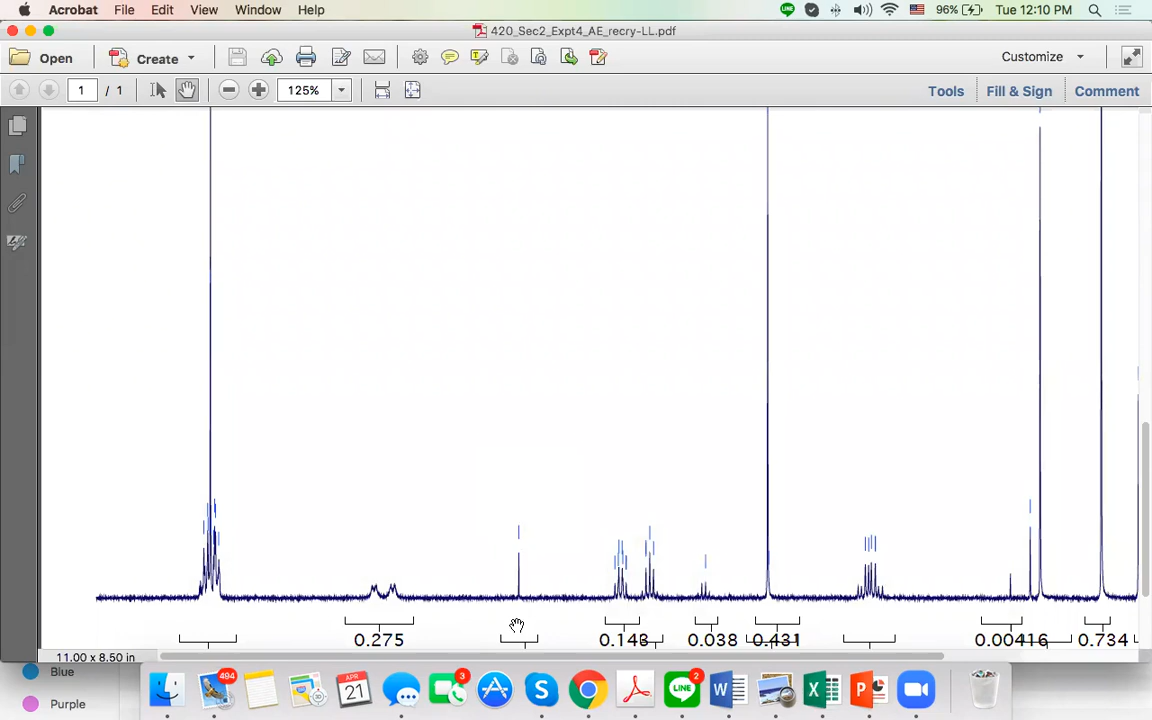 Acrobat File Edit View Window Help 96% Tue 12:10 PM
420_Sec2_Expt4_AE_recry-LL.pdf
Open Create Customize
1 / 1 125% Tools Fill & Sign Comment
0.275 0.148 0.038 0.431 0.00416 0.734
11.00 x 8.50 in
Blue
Purple
494 APR 21 3 2